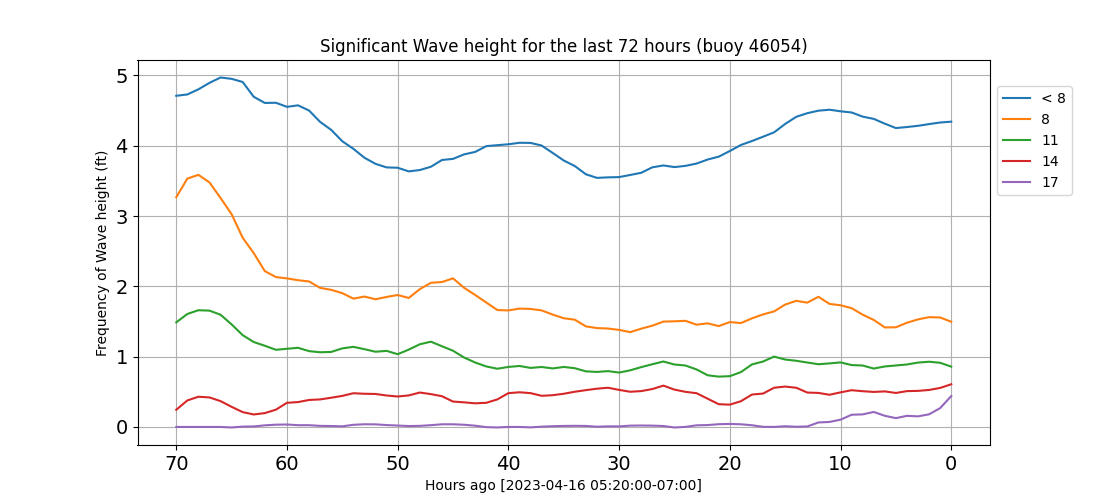 Significant Wave height for the last 72 hours (buoy 46054)
Frequency of Wave height (ft)
5
4
3
2
1
0
70 60 50 40 30 20 10 0
Hours ago [2023-04-16 05:20:00-07:00]
< 8
8
11
14
17